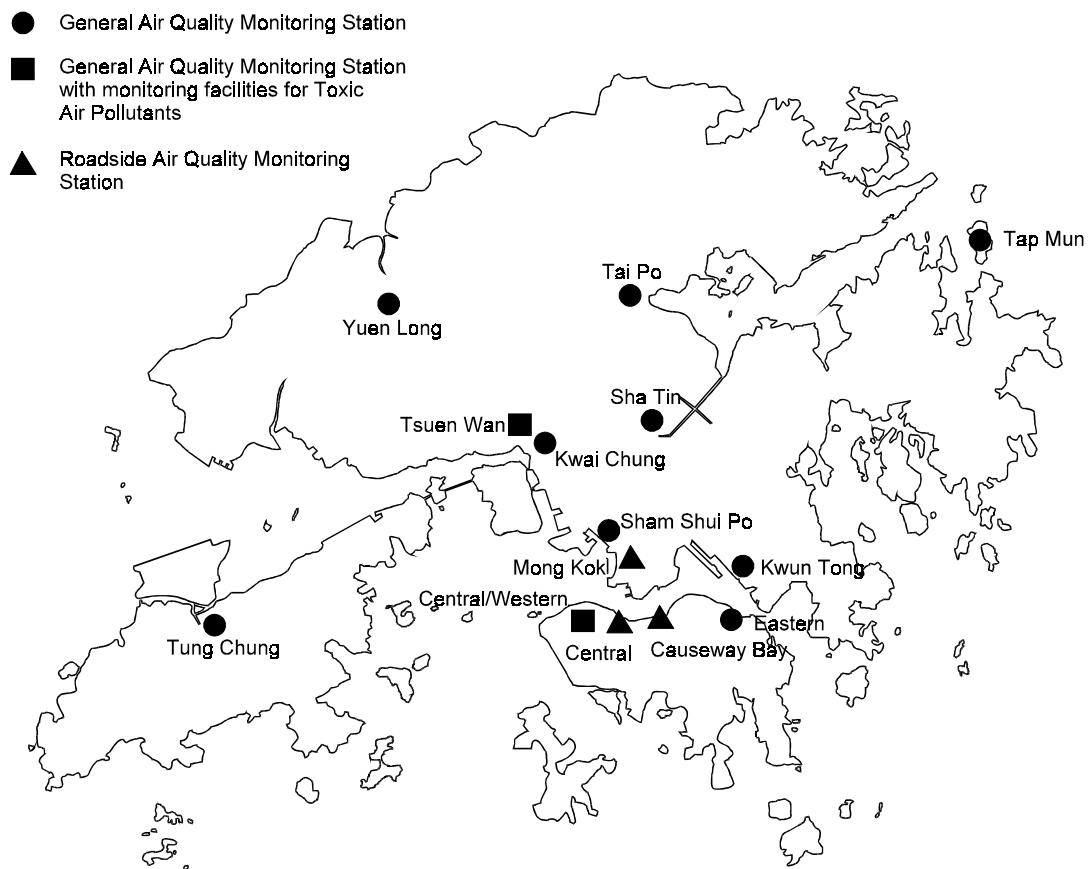 General Air Quality Monitoring Station
General Air Quality Monitoring Station
with monitoring facilities for Toxic
Air Pollutants
Roadside Air Quality Monitoring
Station
Tap Mun
Tai Po
Yuen Long
Sha Tin
Tsuen Wan
Kwai Chung
Sham Shui Po
Mong Kok
Kwun Tong
Central/Western
Eastern
Tung Chung
Central
Causeway Bay